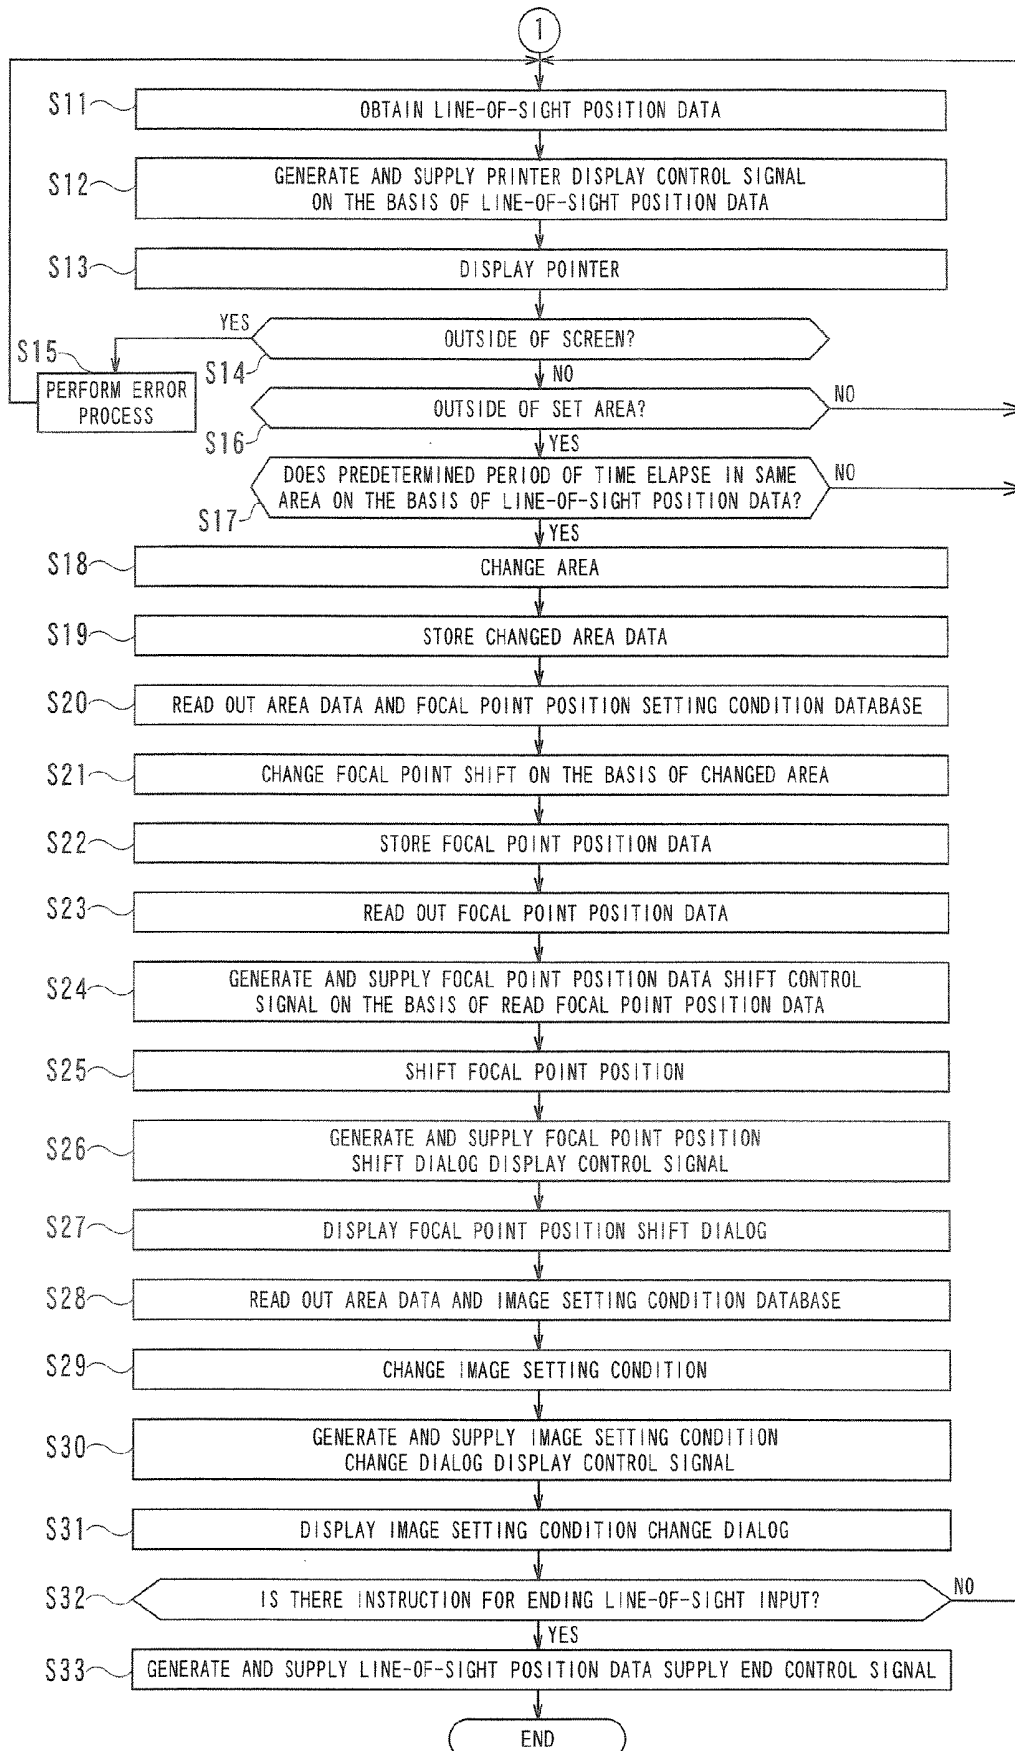 1
S11
OBTAIN LINE-OF-SIGHT POSITION DATA
S12
GENERATE AND SUPPLY PRINTER DISPLAY CONTROL SIGNAL
ON THE BASIS OF LINE-OF-SIGHT POSITION DATA
S13
DISPLAY POINTER
YES
OUTSIDE OF SCREEN?
S14
S15
PERFORM ERROR
PROCESS
NO
OUTSIDE OF SET AREA?
NO
S16
YES
DOES PREDETERMINED PERIOD OF TIME ELAPSE IN SAME
AREA ON THE BASIS OF LINE-OF-SIGHT POSITION DATA?
NO
S17
YES
S18
CHANGE AREA
S19
STORE CHANGED AREA DATA
S20
READ OUT AREA DATA AND FOCAL POINT POSITION SETTING CONDITION DATABASE
S21
CHANGE FOCAL POINT SHIFT ON THE BASIS OF CHANGED AREA
S22
STORE FOCAL POINT POSITION DATA
S23
READ OUT FOCAL POINT POSITION DATA
S24
GENERATE AND SUPPLY FOCAL POINT POSITION DATA SHIFT CONTROL
SIGNAL ON THE BASIS OF READ FOCAL POINT POSITION DATA
S25
SHIFT FOCAL POINT POSITION
S26
GENERATE AND SUPPLY FOCAL POINT POSITION
SHIFT DIALOG DISPLAY CONTROL SIGNAL
S27
DISPLAY FOCAL POINT POSITION SHIFT DIALOG
S28
READ OUT AREA DATA AND IMAGE SETTING CONDITION DATABASE
S29
CHANGE IMAGE SETTING CONDITION
S30
GENERATE AND SUPPLY IMAGE SETTING CONDITION
CHANGE DIALOG DISPLAY CONTROL SIGNAL
S31
DISPLAY IMAGE SETTING CONDITION CHANGE DIALOG
S32
IS THERE INSTRUCTION FOR ENDING LINE-OF-SIGHT INPUT?
NO
YES
S33
GENERATE AND SUPPLY LINE-OF-SIGHT POSITION DATA SUPPLY END CONTROL SIGNAL
END